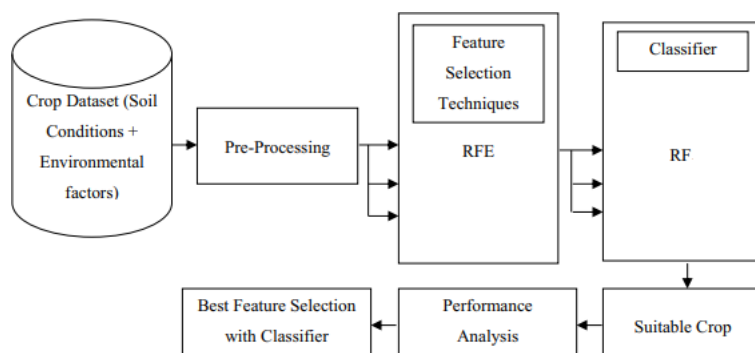 Crop Dataset (Soil
Conditions +
Environmental
factors)
Pre-Processing
Feature
Selection
Techniques
RFE
Classifier
RF
Suitable Crop
Performance
Analysis
Best Feature Selection
with Classifier